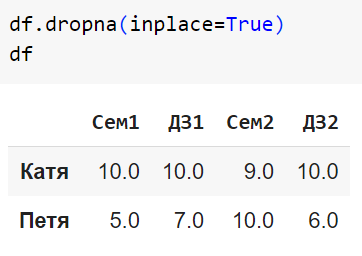 df.dropna(inplace=True)
df
Сем1 ДЗ1 Сем2 ДЗ2
Катя 10.0 10.0 9.0 10.0
Петя 5.0 7.0 10.0 6.0